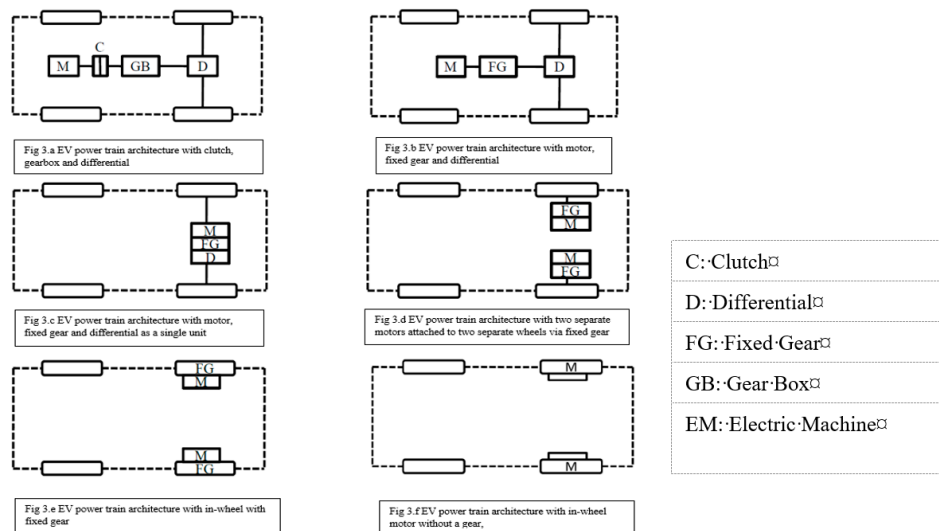 C
M GB D
Fig 3.a EV power train architecture with clutch,
gearbox and differential
M FG D
Fig 3.b EV power train architecture with motor,
fixed gear and differential
M
FG
D
Fig 3.c EV power train architecture with motor,
fixed gear and differential as a single unit
FG
M
M
FG
Fig 3.d EV power train architecture with two separate
motors attached to two separate wheels via fixed gear
FG
M
M
FG
Fig 3.e EV power train architecture with in-wheel with
fixed gear
M
M
Fig 3.f EV power train architecture with in-wheel
motor without a gear,
C:·Clutch¤
D:·Differential¤
FG:·Fixed·Gear¤
GB:·Gear·Box¤
EM:·Electric·Machine¤